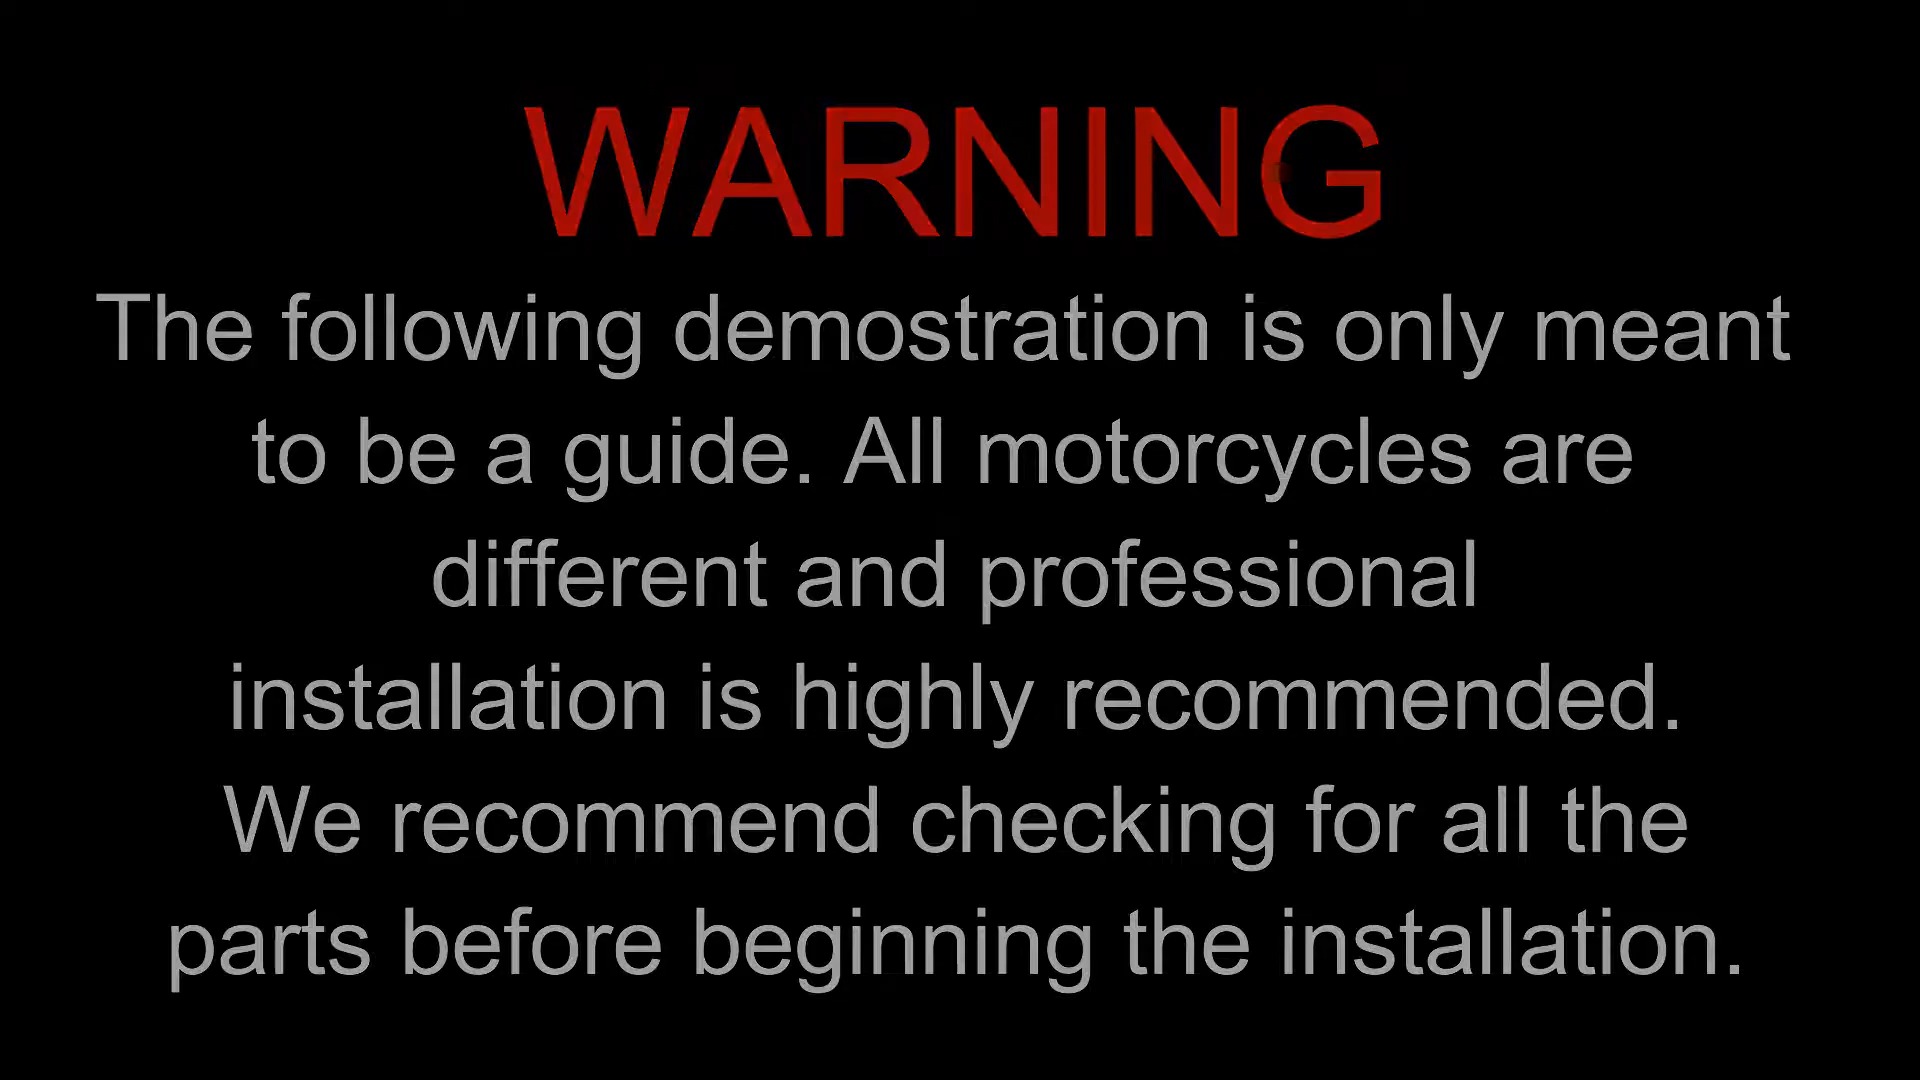 WARNING
The following demostration is only meant
to be a guide. All motorcycles are
different and professional
installation is highly recommended.
We recommend checking for all the
parts before beginning the installation.